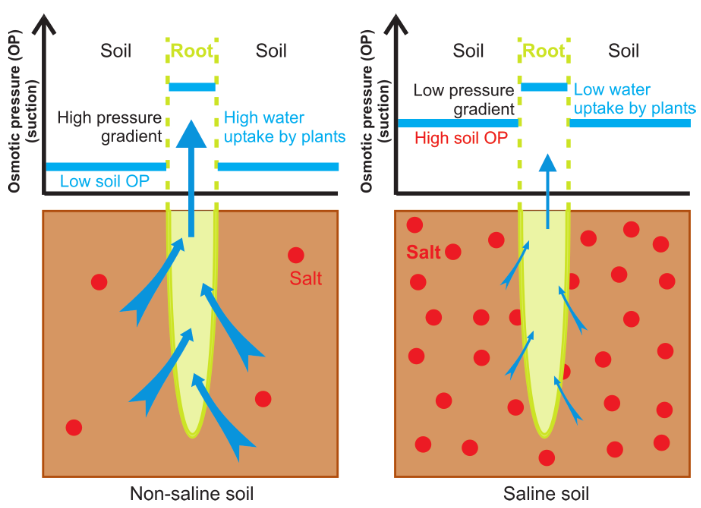 Osmotic pressure (OP)
(suction)
Soil
Root
Soil
High pressure
gradient
High water
uptake by plants
Low soil OP
Salt
Non-saline soil
Osmotic pressure (OP)
(suction)
Soil
Root
Soil
Low pressure
gradient
Low water
uptake by plants
High soil OP
Salt
Saline soil